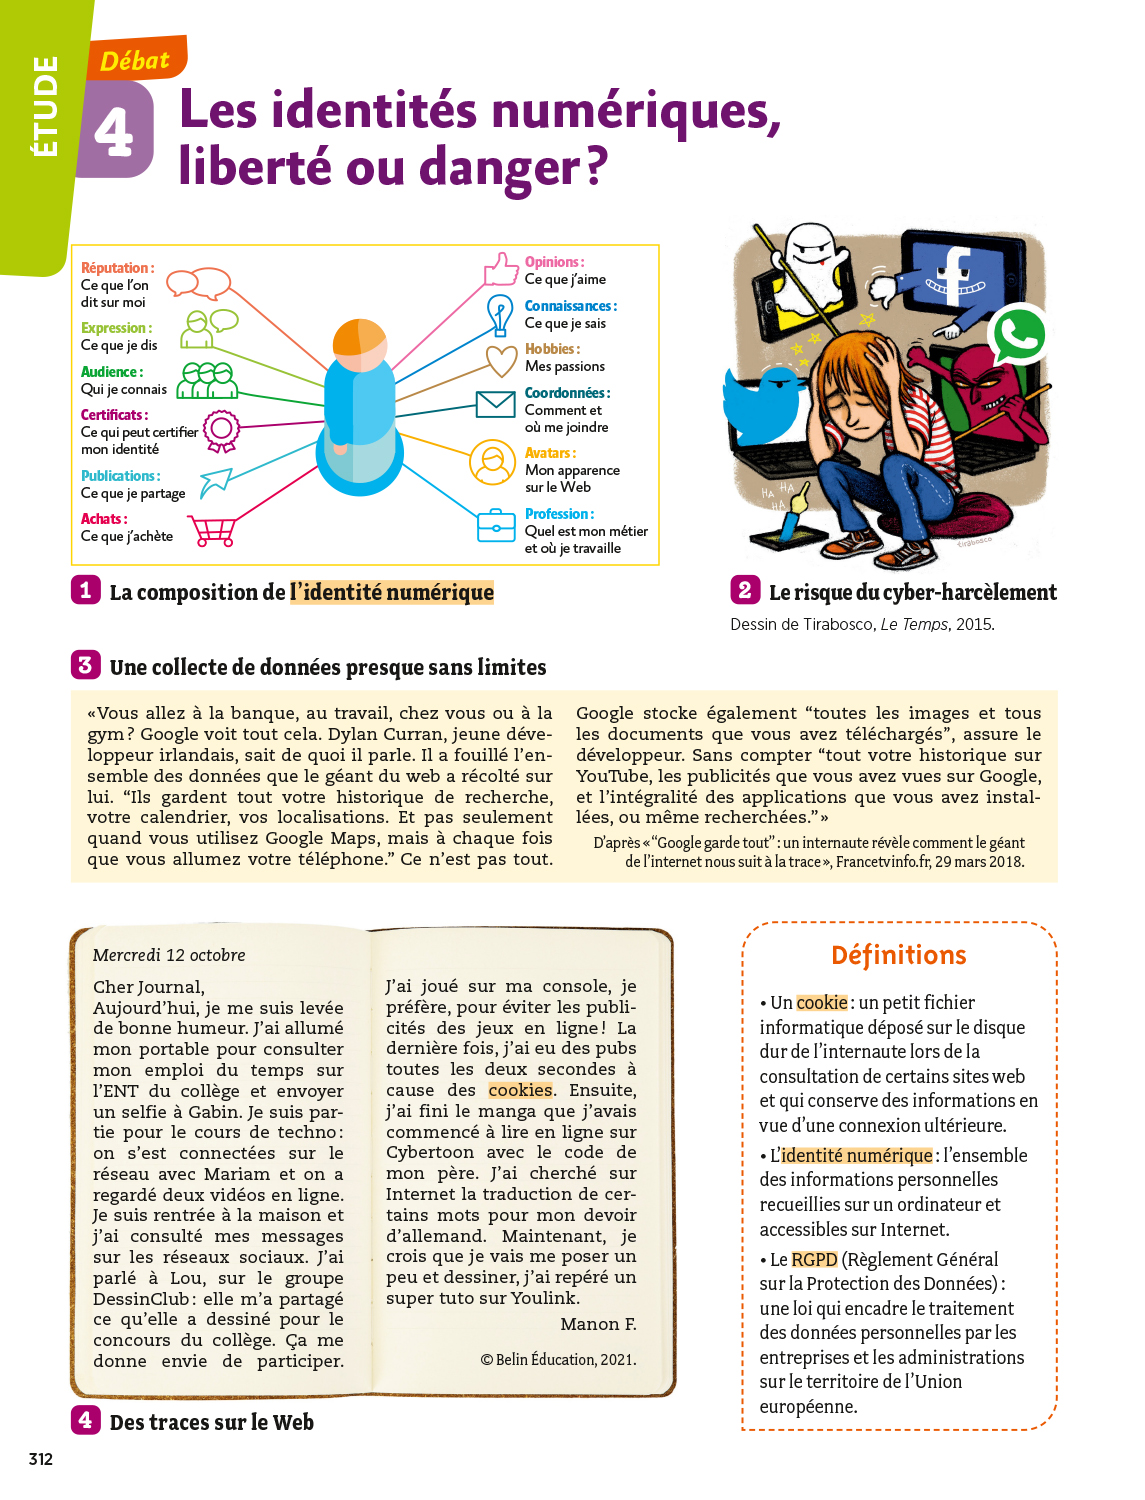 ÉTUDE
Débat
4
Les identités numériques,
liberté ou danger ?
Réputation :
Ce que l'on
dit sur moi
Expression :
Ce que je dis
Audience :
Qui je connais
Certificats :
Ce qui peut certifier
mon identité
Publications :
Ce que je partage
Achats :
Ce que j'achète
Opinions :
Ce que j'aime
Connaissances :
Ce que je sais
Hobbies :
Mes passions
Coordonnées :
Comment et
où me joindre
Avatars :
Mon apparence
sur le Web
Profession :
Quel est mon métier
et où je travaille
1 La composition de l'identité numérique
f
HA HA
HA
tirabosco
2 Le risque du cyber-harcèlement
Dessin de Tirabosco, Le Temps, 2015.
3 Une collecte de données presque sans limites
«Vous allez à la banque, au travail, chez vous ou à la
gym ? Google voit tout cela. Dylan Curran, jeune déve-
loppeur irlandais, sait de quoi il parle. Il a fouillé l'en-
semble des données que le géant du web a récolté sur
lui. “Ils gardent tout votre historique de recherche,
votre calendrier, vos localisations. Et pas seulement
quand vous utilisez Google Maps, mais à chaque fois
que vous allumez votre téléphone.” Ce n'est pas tout.
Google stocke également “toutes les images et tous
les documents que vous avez téléchargés”, assure le
développeur. Sans compter “tout votre historique sur
YouTube, les publicités que vous avez vues sur Google,
et l'intégralité des applications que vous avez instal-
lées, ou même recherchées.”»
D'après « “Google garde tout” : un internaute révèle comment le géant
de l'internet nous suit à la trace », Francetvinfo.fr, 29 mars 2018.
Mercredi 12 octobre
Cher Journal,
Aujourd'hui, je me suis levée
de bonne humeur. J'ai allumé
mon portable pour consulter
mon emploi du temps sur
l'ENT du collège et envoyer
un selfie à Gabin. Je suis par-
tie pour le cours de techno :
on s'est connectées sur le
réseau avec Mariam et on a
regardé deux vidéos en ligne.
Je suis rentrée à la maison et
j'ai consulté mes messages
sur les réseaux sociaux. J'ai
parlé à Lou, sur le groupe
DessinClub : elle m'a partagé
ce qu'elle a dessiné pour le
concours du collège. Ça me
donne envie de participer.
J'ai joué sur ma console, je
préfère, pour éviter les publi-
cités des jeux en ligne ! La
dernière fois, j'ai eu des pubs
toutes les deux secondes à
cause des cookies. Ensuite,
j'ai fini le manga que j'avais
commencé à lire en ligne sur
Cybertoon avec le code de
mon père. J'ai cherché sur
Internet la traduction de cer-
tains mots pour mon devoir
d'allemand. Maintenant, je
crois que je vais me poser un
peu et dessiner, j'ai repéré un
super tuto sur Youlink.
Manon F.
© Belin Éducation, 2021.
4 Des traces sur le Web
Définitions
• Un cookie : un petit fichier
informatique déposé sur le disque
dur de l'internaute lors de la
consultation de certains sites web
et qui conserve des informations en
vue d'une connexion ultérieure.
• L'identité numérique : l'ensemble
des informations personnelles
recueillies sur un ordinateur et
accessibles sur Internet.
• Le RGPD (Règlement Général
sur la Protection des Données) :
une loi qui encadre le traitement
des données personnelles par les
entreprises et les administrations
sur le territoire de l'Union
européenne.
312